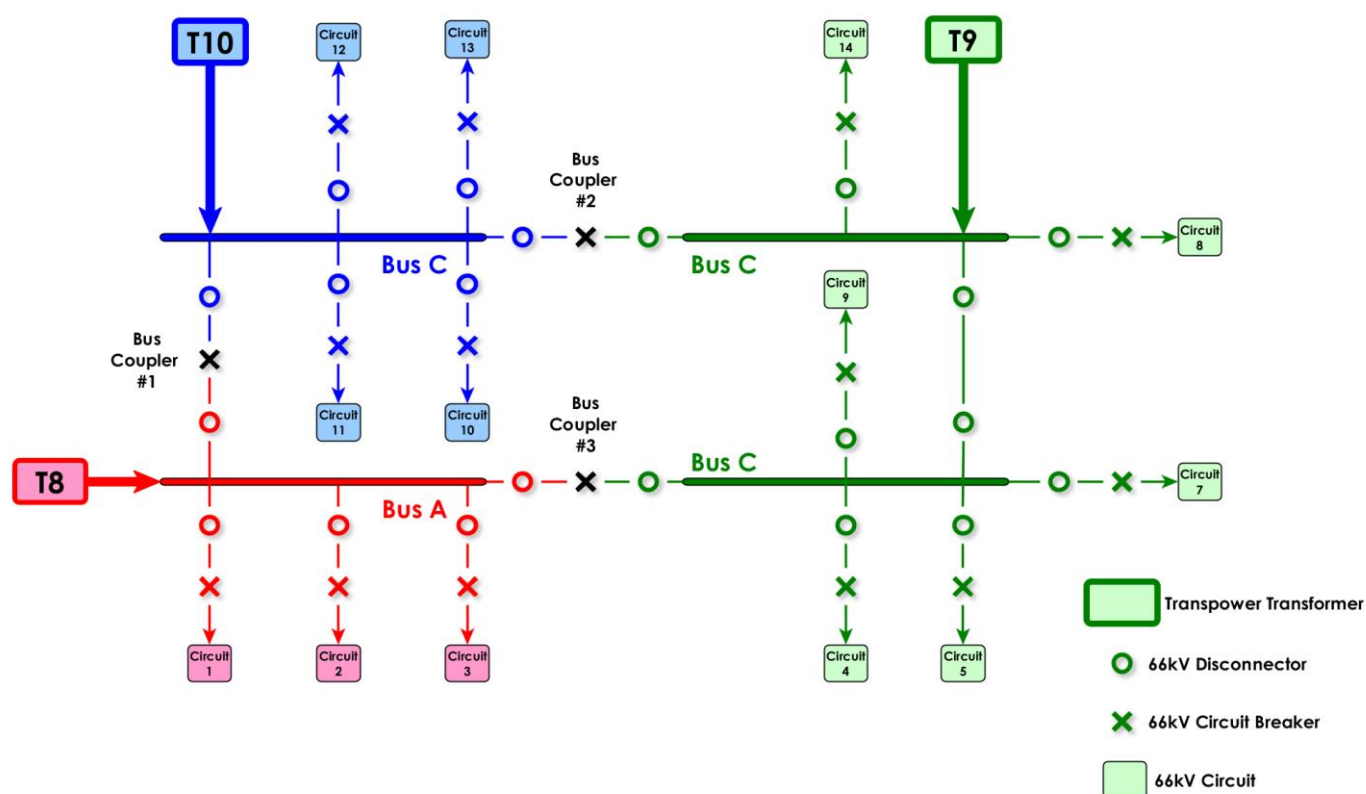 T10
Circuit
12
Circuit
13
Circuit
14
T9
Bus
Coupler
#2
Circuit
8
Bus C
Bus C
Circuit
9
Bus
Coupler
#1
Circuit
11
Circuit
10
Bus
Coupler
#3
Bus C
T8
Circuit
7
Bus A
Circuit
1
Circuit
2
Circuit
3
Circuit
4
Circuit
5
Transpower Transformer
66kV Disconnector
66kV Circuit Breaker
66kV Circuit